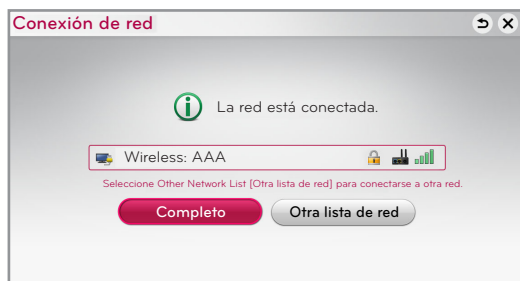 Conexión de red
La red está conectada.
Wireless: AAA
Seleccione Other Network List [Otra lista de red] para conectarse a otra red.
Completo
Otra lista de red